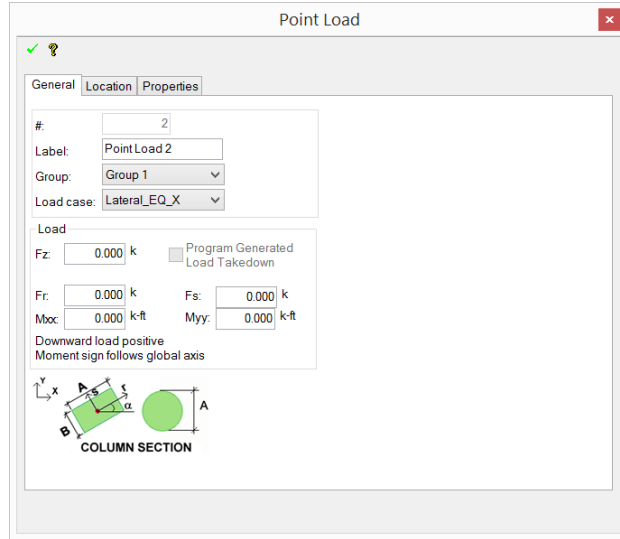 Point Load
×
?
General Location Properties
#: 2
Label: Point Load 2
Group: Group 1
Load case: Lateral_EQ_X
Load
Fz: 0.000 k Program Generated
Load Takedown
Fr: 0.000 k Fs: 0.000 k
Mxx: 0.000 k-ft Myy: 0.000 k-ft
Downward load positive
Moment sign follows global axis
Y X A s r α B A
COLUMN SECTION